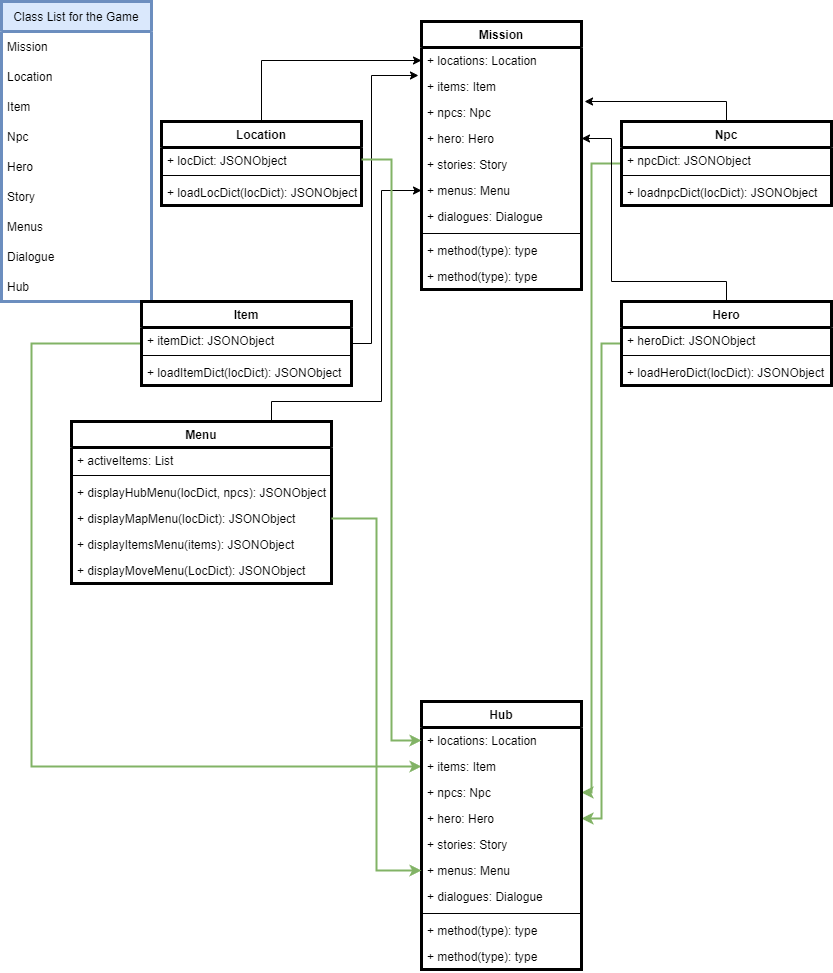 Class List for the Game
Mission
Location
Item
Npc
Hero
Story
Menus
Dialogue
Hub
Mission
+ locations: Location
+ items: Item
+ npcs: Npc
+ hero: Hero
+ stories: Story
+ menus: Menu
+ dialogues: Dialogue
+ method(type): type
+ method(type): type
Location
+ locDict: JSONObject
+ loadLocDict(locDict): JSONObject
Npc
+ npcDict: JSONObject
+ loadnpcDict(locDict): JSONObject
Item
+ itemDict: JSONObject
+ loadItemDict(locDict): JSONObject
Hero
+ heroDict: JSONObject
+ loadHeroDict(locDict): JSONObject
Menu
+ activeItems: List
+ displayHubMenu(locDict, npcs): JSONObject
+ displayMapMenu(locDict): JSONObject
+ displayItemsMenu(items): JSONObject
+ displayMoveMenu(LocDict): JSONObject
Hub
+ locations: Location
+ items: Item
+ npcs: Npc
+ hero: Hero
+ stories: Story
+ menus: Menu
+ dialogues: Dialogue
+ method(type): type
+ method(type): type